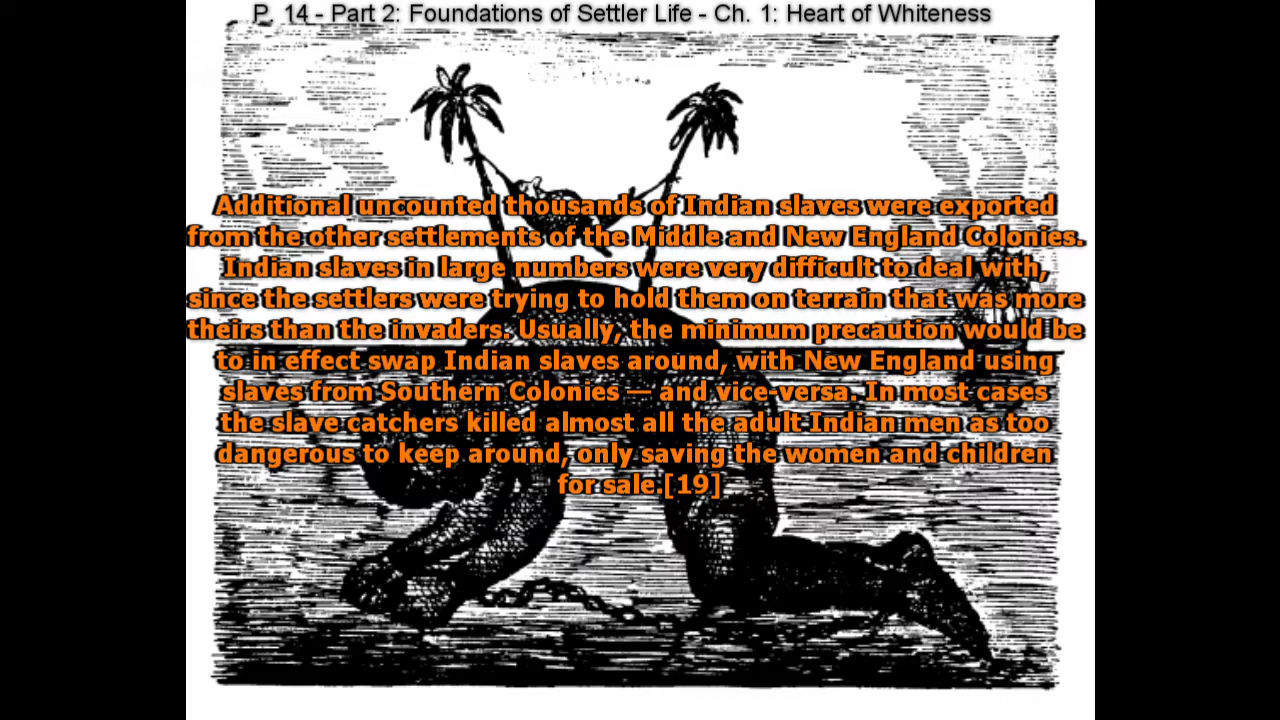 P. 14 - Part 2: Foundations of Settler Life - Ch. 1: Heart of Whiteness
Additional uncounted thousands of Indian slaves were exported
from the other settlements of the Middle and New England Colonies.
Indian slaves in large numbers were very difficult to deal with,
since the settlers were trying to hold them on terrain that was more
theirs than the invaders. Usually, the minimum precaution would be
to in effect swap Indian slaves around, with New England using
slaves from Southern Colonies — and vice-versa. In most cases
the slave catchers killed almost all the adult Indian men as too
dangerous to keep around, only saving the women and children
for sale.[19]